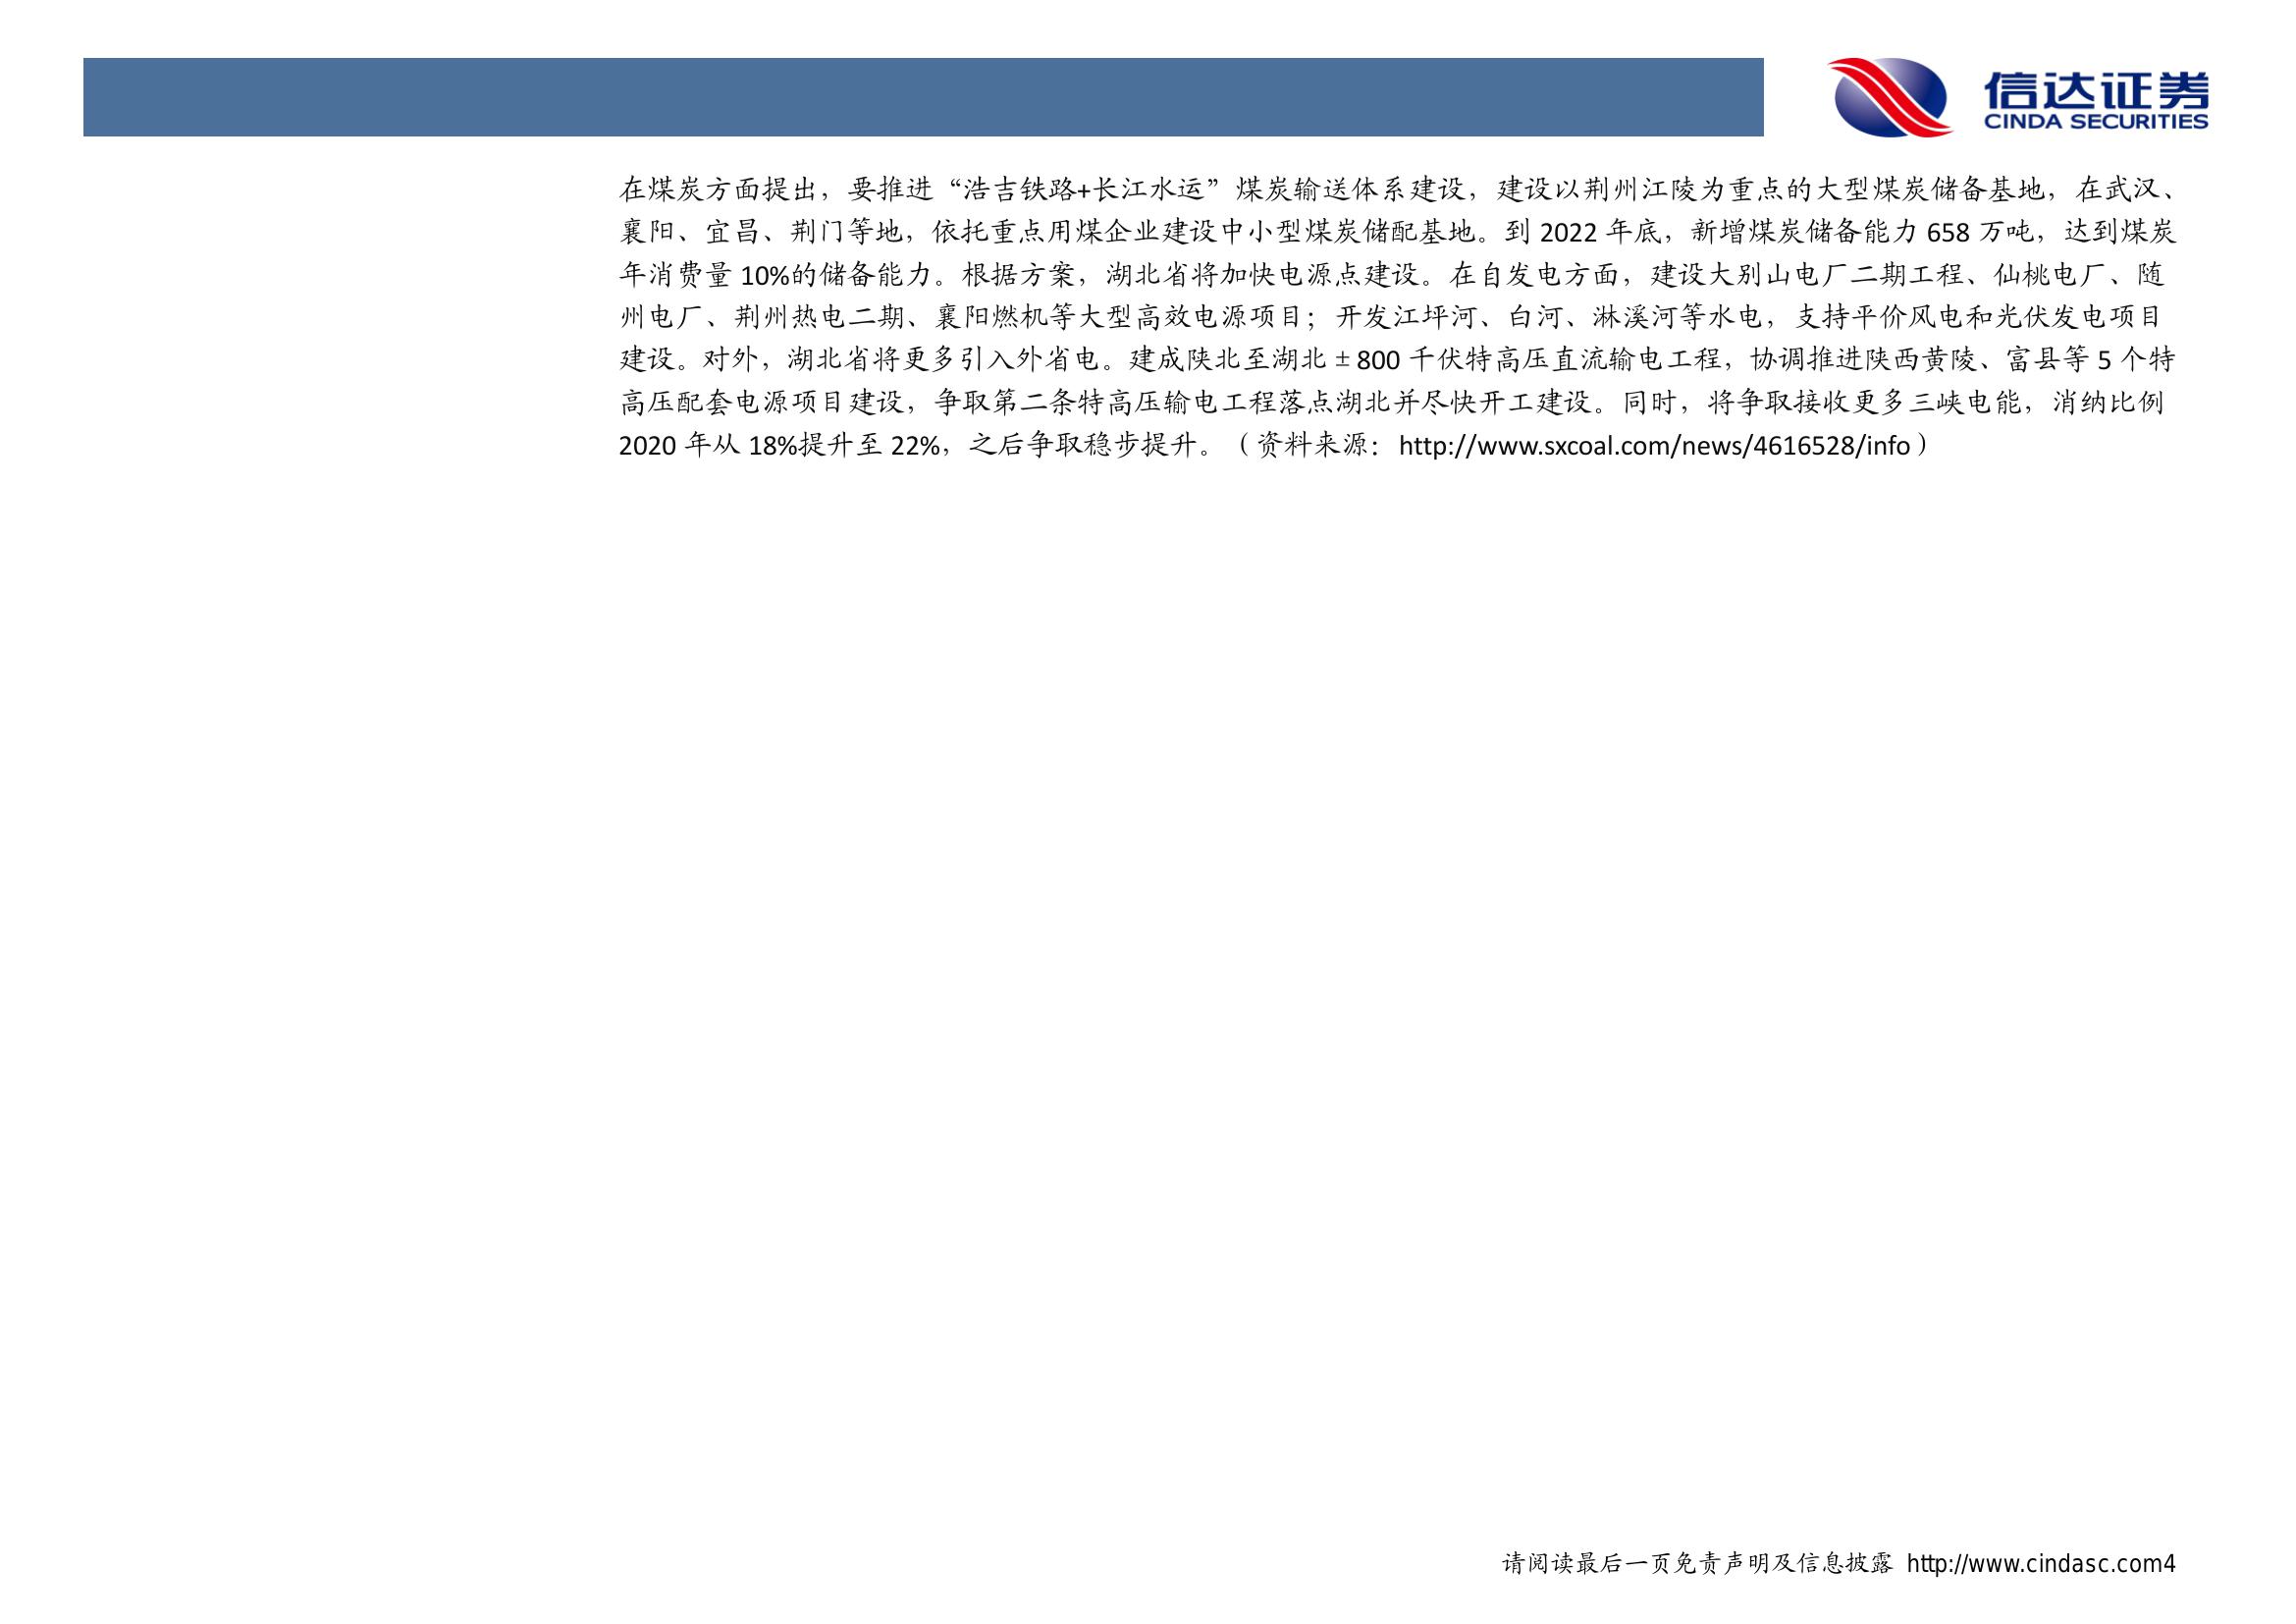 信达证券
CINDA SECURITIES
在煤炭方面提出，要推进“浩吉铁路+长江水运”煤炭输送体系建设，建设以荆州江陵为重点的大型煤炭储备基地，在武汉、
襄阳、宜昌、荆门等地，依托重点用煤企业建设中小型煤炭储配基地。到 2022 年底，新增煤炭储备能力 658 万吨，达到煤炭
年消费量 10%的储备能力。根据方案，湖北省将加快电源点建设。在自发电方面，建设大别山电厂二期工程、仙桃电厂、随
州电厂、荆州热电二期、襄阳燃机等大型高效电源项目；开发江坪河、白河、淋溪河等水电，支持平价风电和光伏发电项目
建设。对外，湖北省将更多引入外省电。建成陕北至湖北±800 千伏特高压直流输电工程，协调推进陕西黄陵、富县等 5 个特
高压配套电源项目建设，争取第二条特高压输电工程落点湖北并尽快开工建设。同时，将争取接收更多三峡电能，消纳比例
2020 年从 18%提升至 22%，之后争取稳步提升。（资料来源：http://www.sxcoal.com/news/4616528/info）
请阅读最后一页免责声明及信息披露 http://www.cindasc.com4